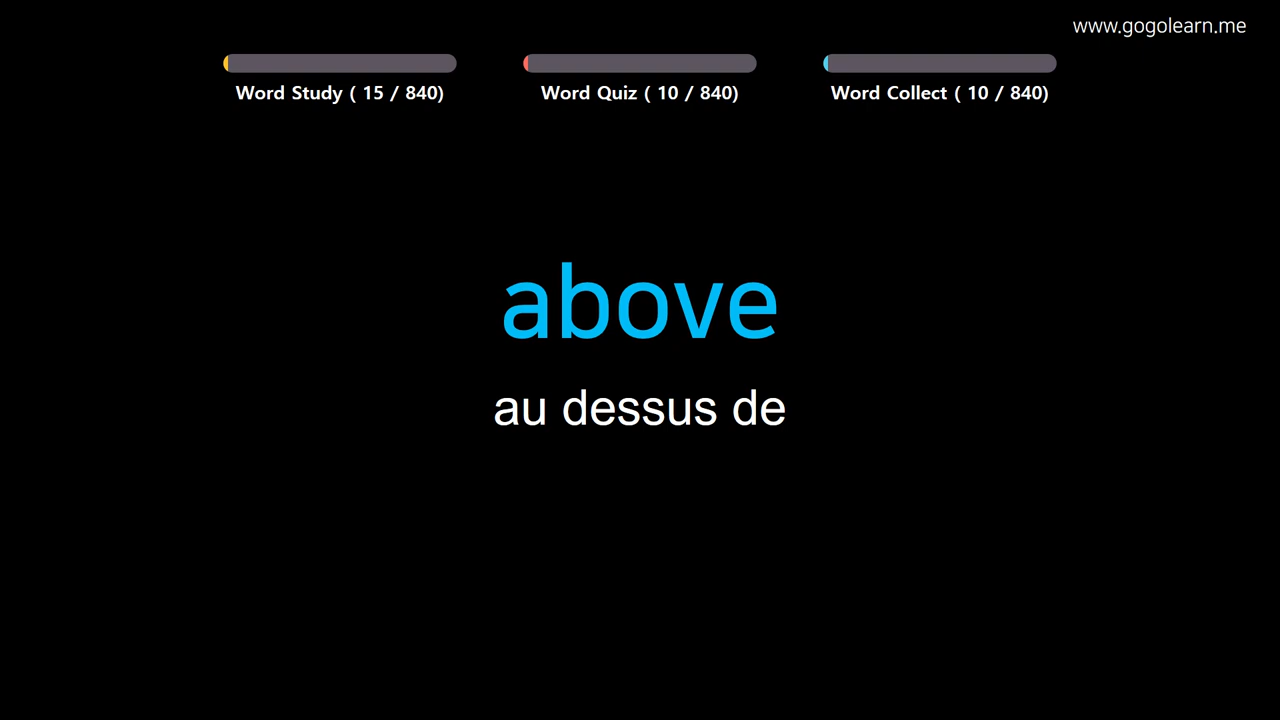 www.gogolearn.me
Word Study ( 15 / 840)
Word Quiz ( 10 / 840)
Word Collect ( 10 / 840)
above
au dessus de